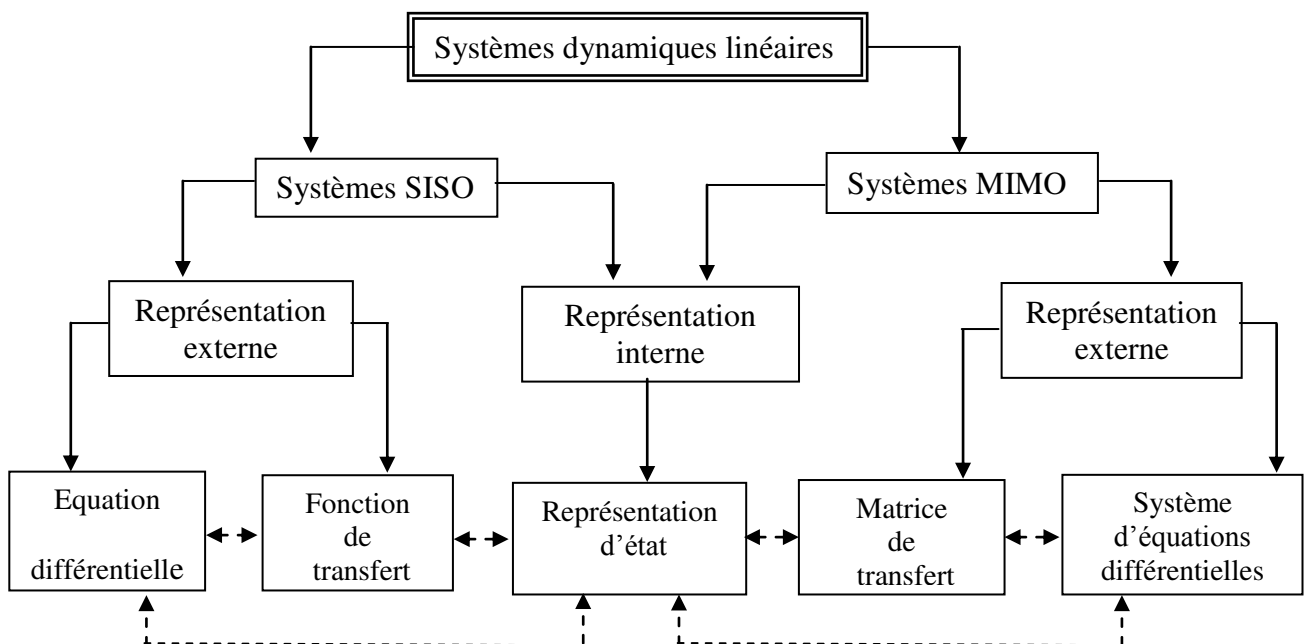 Systèmes dynamiques linéaires
Systèmes SISO
Systèmes MIMO
Représentation
externe
Représentation
interne
Représentation
externe
Equation
différentielle
Fonction
de
transfert
Représentation
d'état
Matrice
de
transfert
Système
d'équations
différentielles